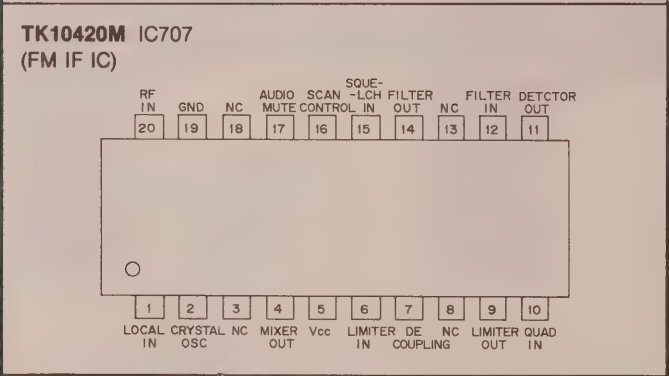 TK10420M IC707
(FM IF IC)
SQUE-
RF AUDIO SCAN -LCH FILTER FILTER DETCTOR
IN GND NC MUTE CONTROL IN OUT NC IN OUT
20 19 18 17 16 15 14 13 12 11
1 2 3 4 5 6 7 8 9 10
LOCAL CRYSTAL NC MIXER Vcc LIMITER DE NC LIMITER QUAD
IN OSC OUT IN COUPLING OUT IN